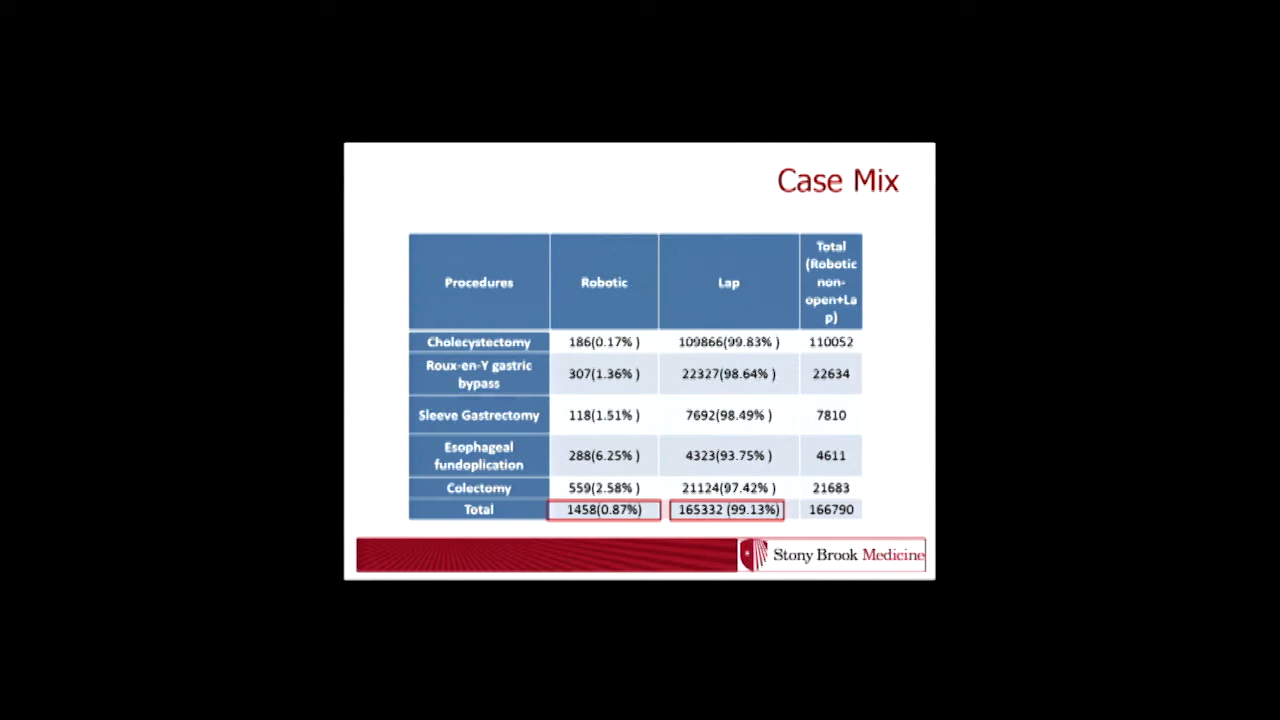 Case Mix
Procedures Robotic Lap Total (Robotic non-open+Lap)
Cholecystectomy 186(0.17% ) 109866(99.83% ) 110052
Roux-en-Y gastric bypass 307(1.36% ) 22327(98.64% ) 22634
Sleeve Gastrectomy 118(1.51% ) 7692(98.49% ) 7810
Esophageal fundoplication 288(6.25% ) 4323(93.75% ) 4611
Colectomy 559(2.58% ) 21124(97.42% ) 21683
Total 1458(0.87%) 165332 (99.13%) 166790
Stony Brook Medicine